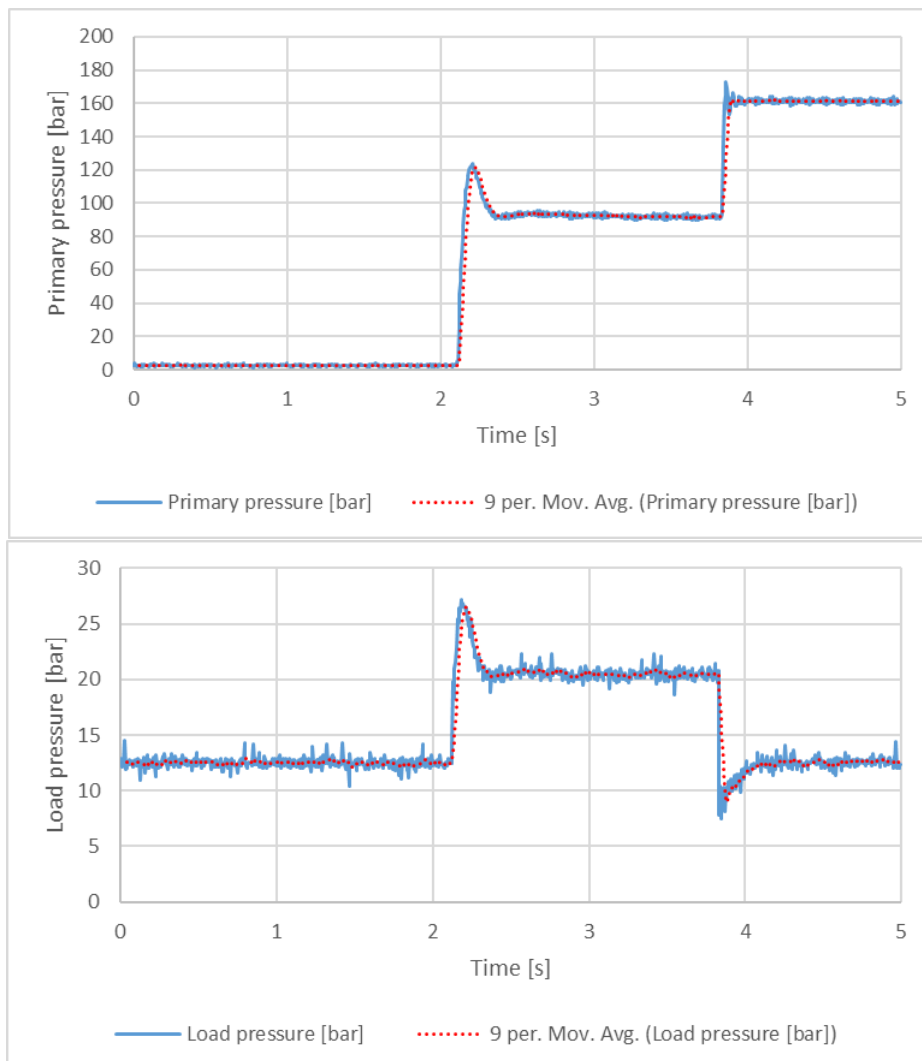 Primary pressure [bar]
200
180
160
140
120
100
80
60
40
20
0
0 1 2 3 4 5
Time [s]
Primary pressure [bar] 9 per. Mov. Avg. (Primary pressure [bar])
Load pressure [bar]
30
25
20
15
10
5
0
0 1 2 3 4 5
Time [s]
Load pressure [bar] 9 per. Mov. Avg. (Load pressure [bar])